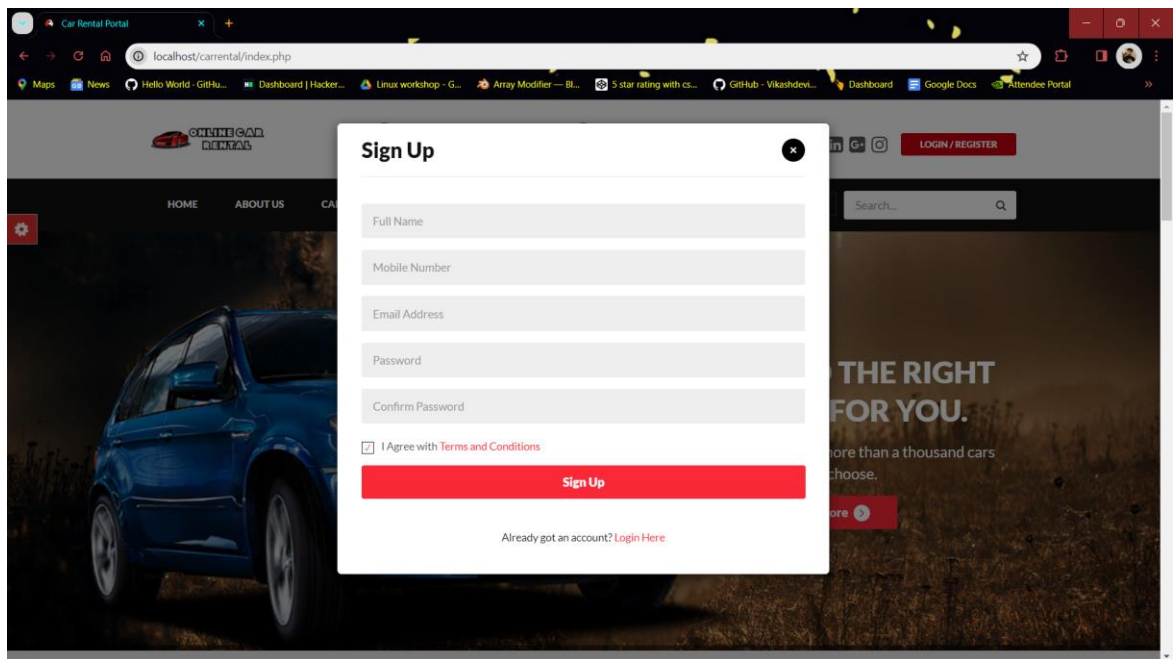 Car Rental Portal
localhost/carrental/index.php
Maps News Hello World - GitHu... Dashboard | Hacker... Linux workshop - G... Array Modifier — Bl... 5 star rating with cs... GitHub - Vikashdevi... Dashboard Google Docs Attendee Portal
ONLINE CAR
RENTAL
LOGIN / REGISTER
HOME ABOUT US CA
Search...
Sign Up
Full Name
Mobile Number
Email Address
Password
Confirm Password
I Agree with Terms and Conditions
Sign Up
Already got an account? Login Here
THE RIGHT
FOR YOU.
ore than a thousand cars
choose.
ore